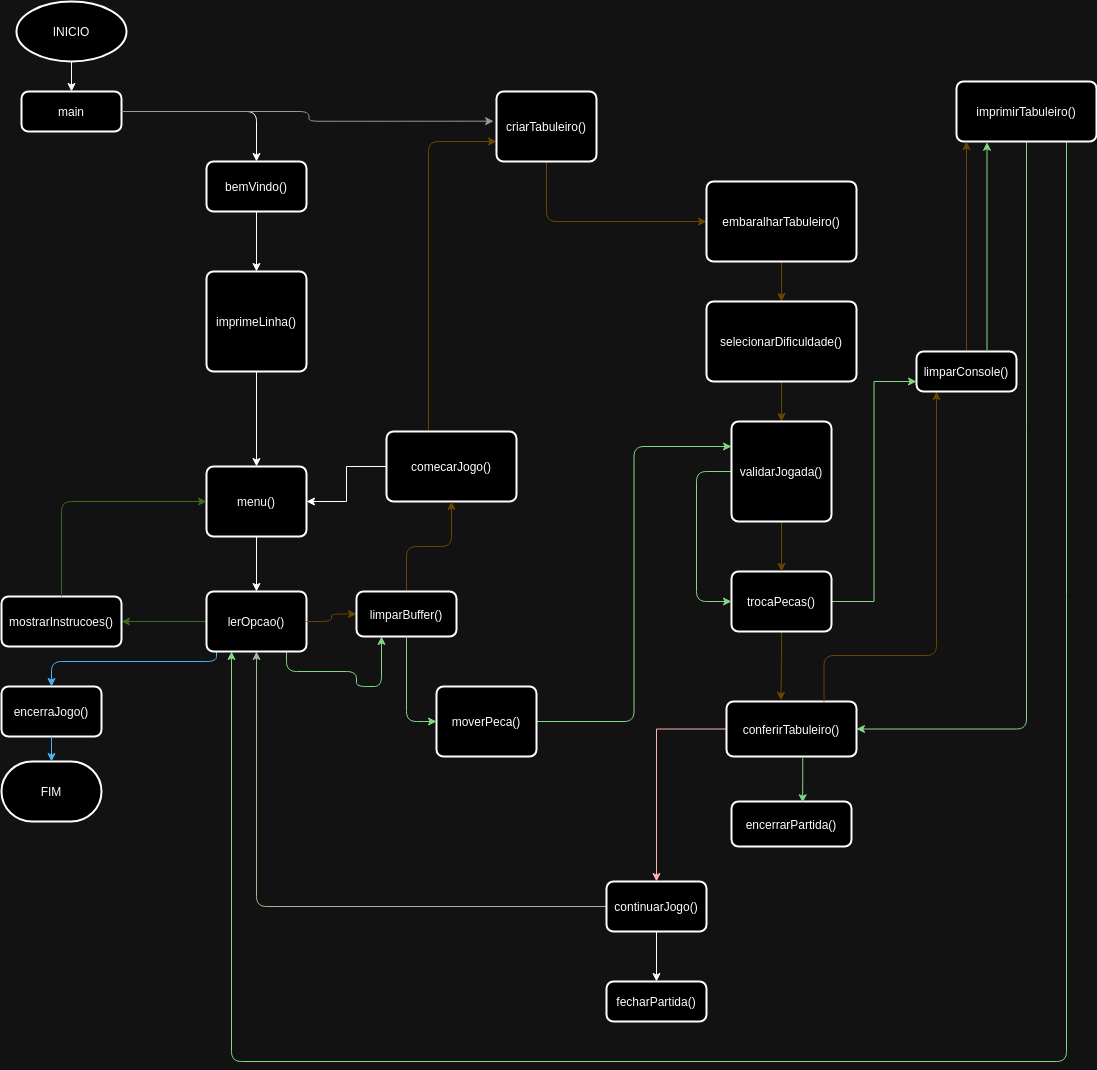 INICIO
main
criarTabuleiro()
imprimirTabuleiro()
bemVindo()
embaralharTabuleiro()
imprimeLinha()
selecionarDificuldade()
limparConsole()
comecarJogo()
validarJogada()
menu()
mostrarInstrucoes()
lerOpcao()
limparBuffer()
trocaPecas()
encerraJogo()
moverPeca()
conferirTabuleiro()
FIM
encerrarPartida()
continuarJogo()
fecharPartida()